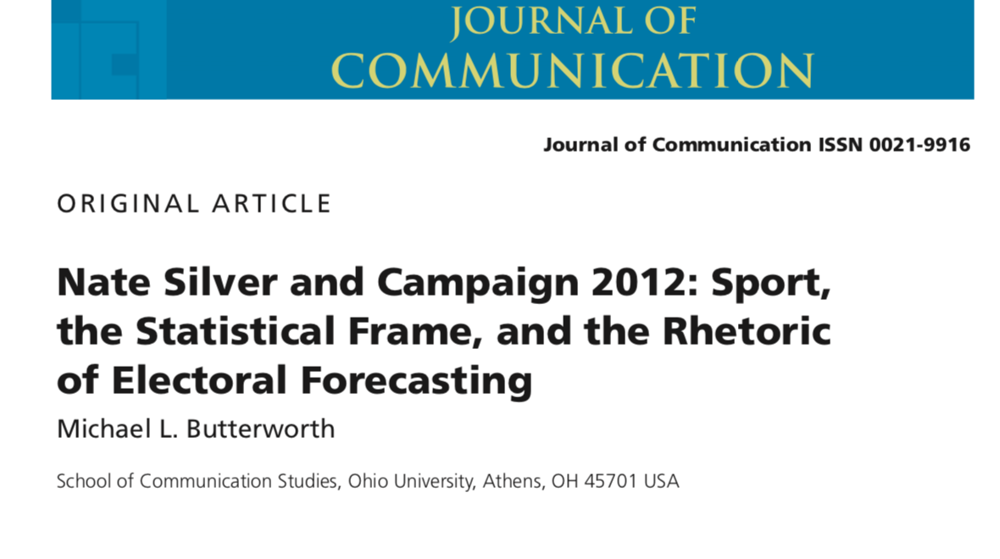 JOURNAL OF
COMMUNICATION
Journal of Communication ISSN 0021-9916
ORIGINAL ARTICLE
Nate Silver and Campaign 2012: Sport,
the Statistical Frame, and the Rhetoric
of Electoral Forecasting
Michael L. Butterworth
School of Communication Studies, Ohio University, Athens, OH 45701 USA